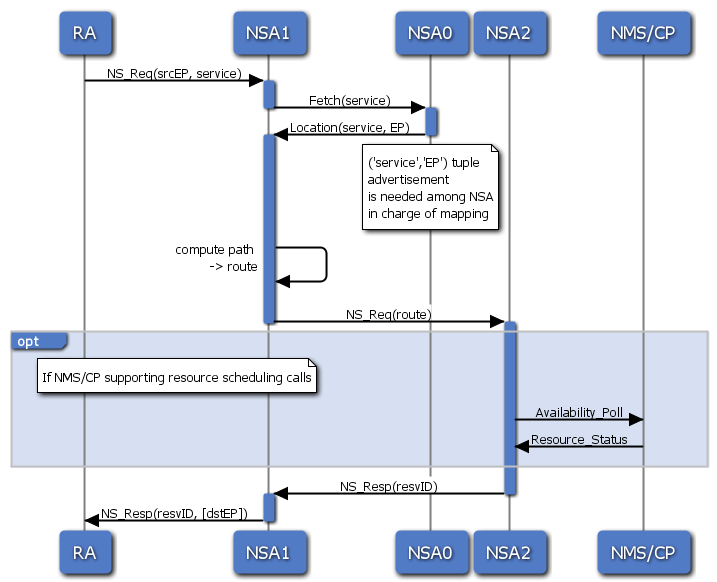 RA
NSA1
NSA0
NSA2
NMS/CP
NS_Req(srcEP, service)
Fetch(service)
Location(service, EP)
('service','EP') tuple
advertisement
is needed among NSA
in charge of mapping
compute path
-> route
NS_Req(route)
opt
If NMS/CP supporting resource scheduling calls
Availability_Poll
Resource_Status
NS_Resp(resvID)
NS_Resp(resvID, [dstEP])
RA
NSA1
NSA0
NSA2
NMS/CP